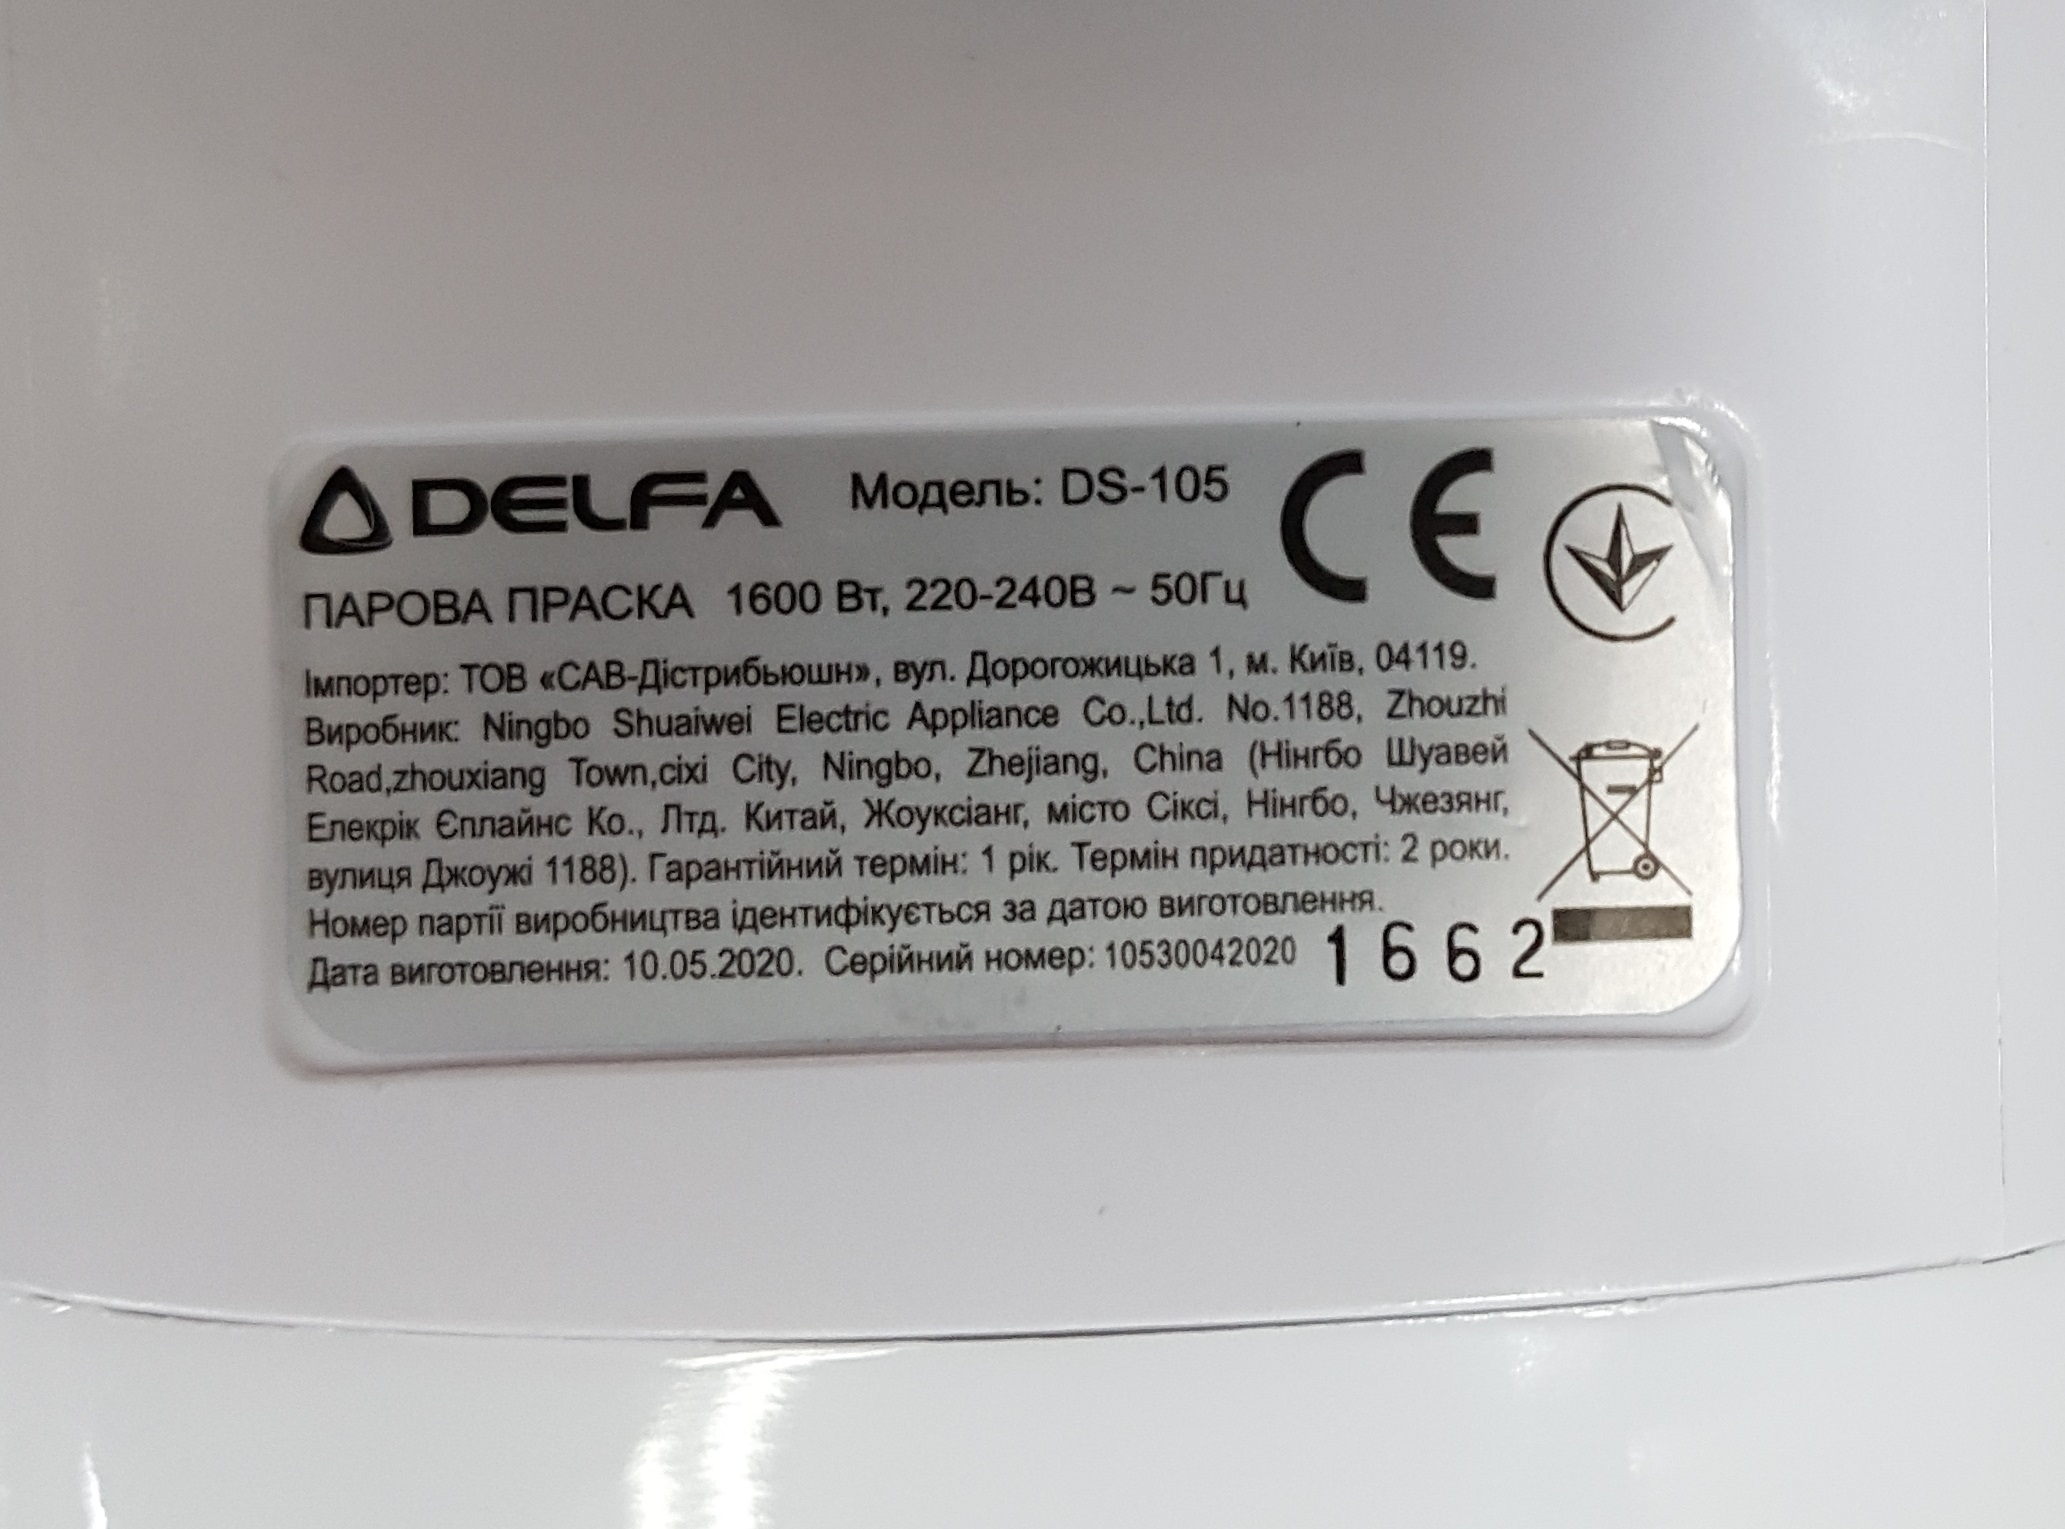 DELFA Модель: DS-105 CE
ПАРОВА ПРАСКА 1600 Вт, 220-240В ~ 50Гц
Імпортер: ТОВ «САВ-Дістрибьюшн», вул. Дорогожицька 1, м. Київ, 04119.
Виробник: Ningbo Shuaiwei Electric Appliance Co.,Ltd. No.1188, Zhouzhi
Road,zhouxiang Town,cixi City, Ningbo, Zhejiang, China (Нінгбо Шуавей
Елекрік Єплайнс Ко., Лтд. Китай, Жоуксіанг, місто Сіксі, Нінгбо, Чжезянг,
вулиця Джоужі 1188). Гарантійний термін: 1 рік. Термін придатності: 2 роки.
Номер партії виробництва ідентифікується за датою виготовлення.
Дата виготовлення: 10.05.2020. Серійний номер: 10530042020 1662